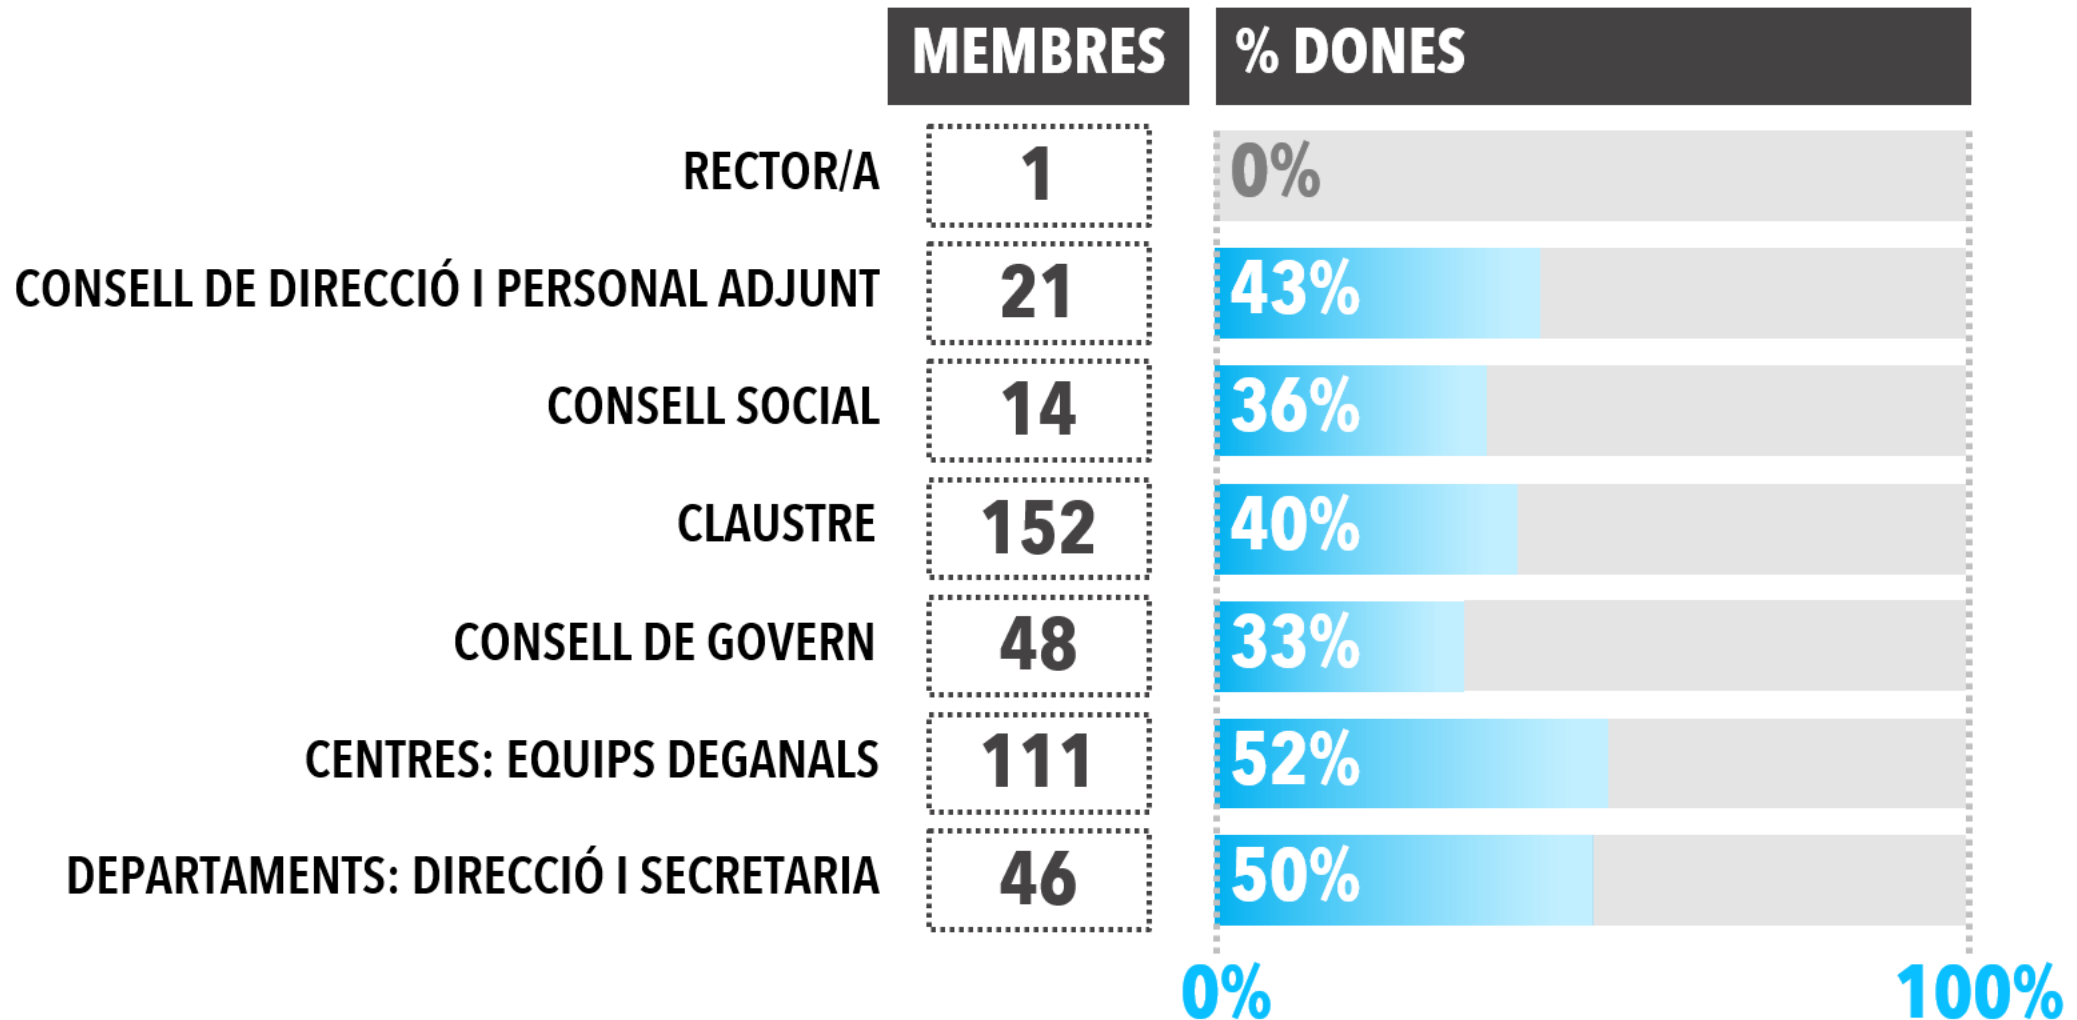 MEMBRES % DONES
RECTOR/A 1 0%
CONSELL DE DIRECCIÓ I PERSONAL ADJUNT 21 43%
CONSELL SOCIAL 14 36%
CLAUSTRE 152 40%
CONSELL DE GOVERN 48 33%
CENTRES: EQUIPS DEGANALS 111 52%
DEPARTAMENTS: DIRECCIÓ I SECRETARIA 46 50%
0% 100%